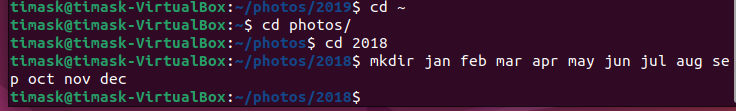 timask@timask-VirtualBox:~/photos/2019$ cd ~
timask@timask-VirtualBox:~$ cd photos/
timask@timask-VirtualBox:~/photos$ cd 2018
timask@timask-VirtualBox:~/photos/2018$ mkdir jan feb mar apr may jun jul aug se
p oct nov dec
timask@timask-VirtualBox:~/photos/2018$